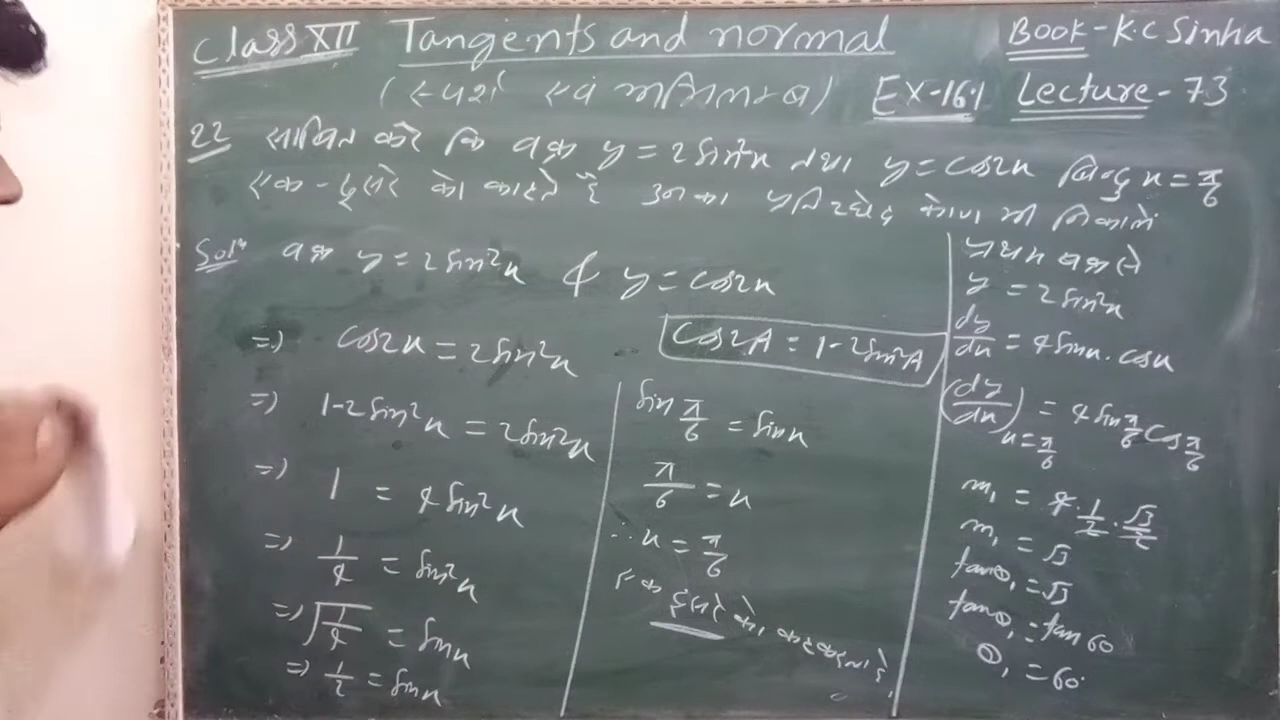 Class XII Tangents and normal Book - K.C Sinha
(स्पर्श एवं अभिलम्ब) EX-16.1 Lecture - 73
22 साबित करें कि वक्र y = 2sin²x तथा y = cos2x बिन्दु x = π/6
एक-दूसरे को काटते हैं उनका प्रतिच्छेद कोण भी निकालें
Solⁿ वक्र y = 2sin²x & y = cos2x
=) cos2x = 2sin²x
cos2A = 1-2sin²A
=) 1-2sin²x = 2sin²x
=) 1 = 4sin²x
=) 1/4 = sin²x
=) √1/4 = sinx
=) 1/2 = sinx
sin π/6 = sinx
π/6 = x
∴ x = π/6
एक दूसरे को
प्रथम वक्र से
y = 2sin²x
dy/dx = 4sinx.cosx
(dy/dx) x=π/6 = 4sin π/6 cos π/6
m₁ = 4.1/2.√3/2
m₁ = √3
tanθ₁ = √3
tanθ₁ = tan60
θ₁ = 60°